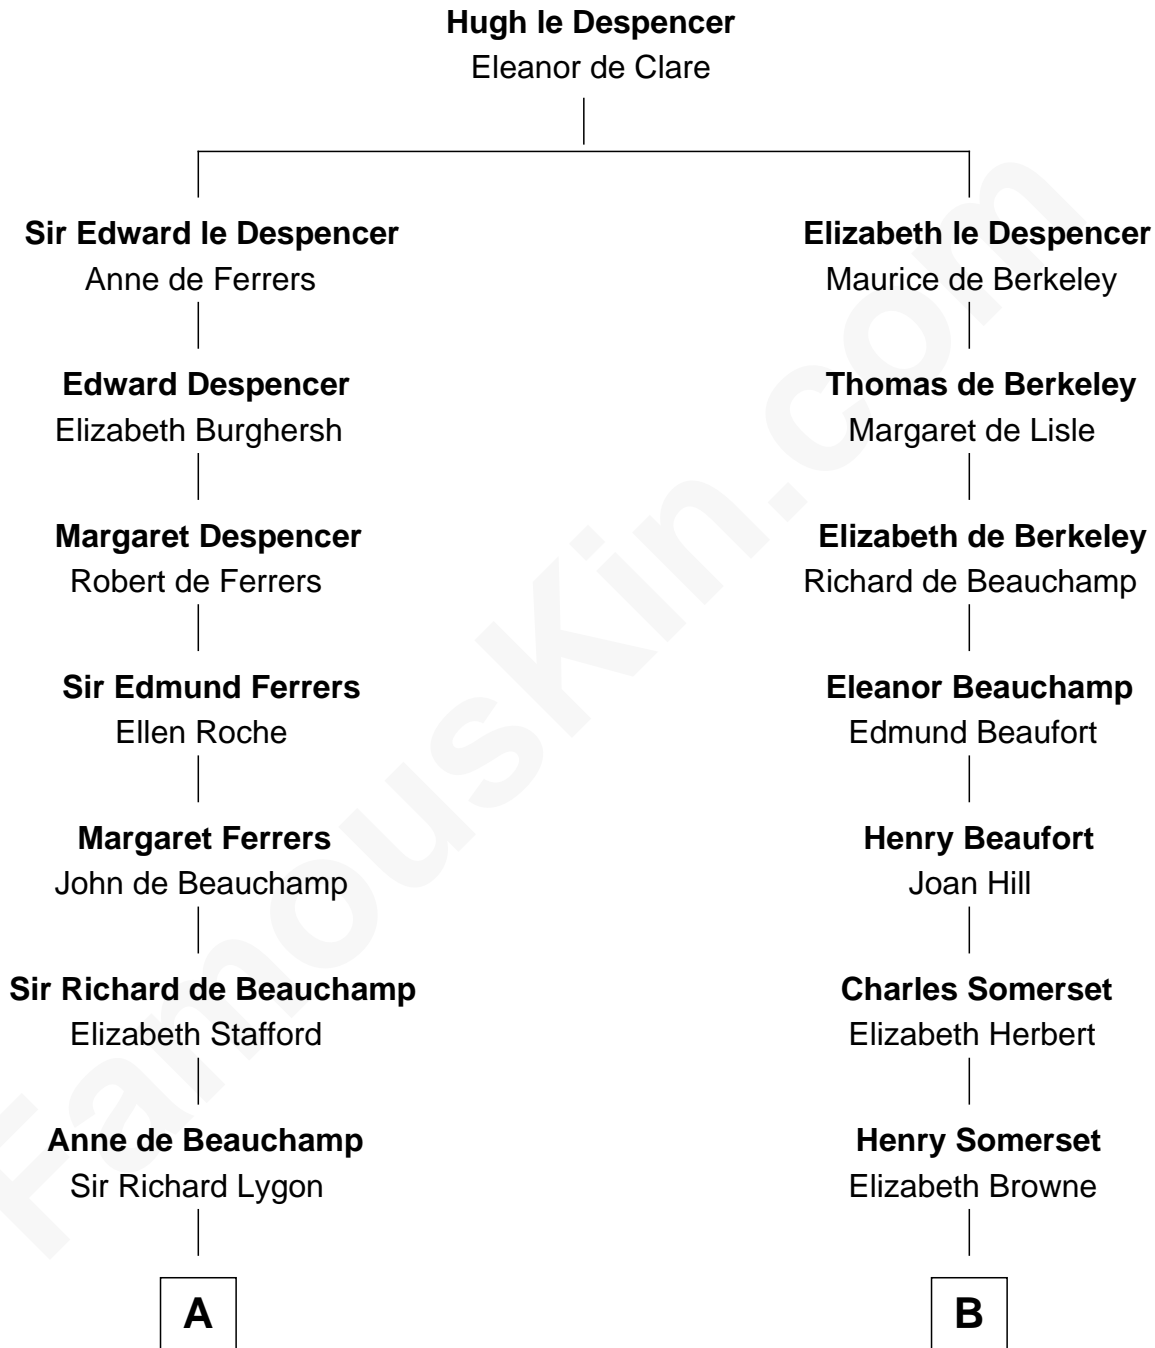 Hugh le Despencer
Eleanor de Clare
Sir Edward le Despencer
Anne de Ferrers
Elizabeth le Despencer
Maurice de Berkeley
Edward Despencer
Elizabeth Burghersh
Thomas de Berkeley
Margaret de Lisle
Margaret Despencer
Robert de Ferrers
Elizabeth de Berkeley
Richard de Beauchamp
Sir Edmund Ferrers
Ellen Roche
Eleanor Beauchamp
Edmund Beaufort
Margaret Ferrers
John de Beauchamp
Henry Beaufort
Joan Hill
Sir Richard de Beauchamp
Elizabeth Stafford
Charles Somerset
Elizabeth Herbert
Anne de Beauchamp
Sir Richard Lygon
Henry Somerset
Elizabeth Browne
A
B
FamousKin.com